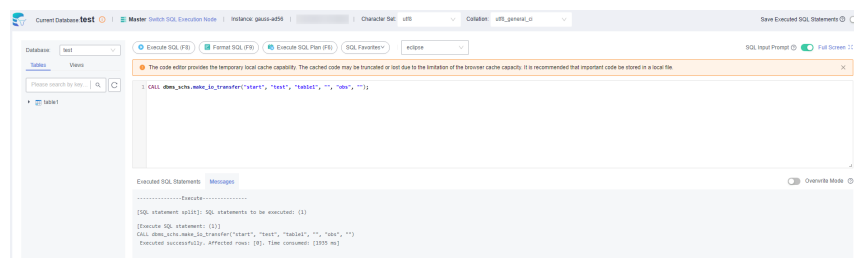 Current Database: test
Master Switch SQL Execution Node | Instance: gauss-ad56 | | Character Set: utf8 Collation: utf8_general_ci
Save Executed SQL Statements
Database: test
Execute SQL (F8) Format SQL (F9) Execute SQL Plan (F6) SQL Favorites eclipse
SQL Input Prompt Full Screen
Tables Views
The code editor provides the temporary local cache capability. The cached code may be truncated or lost due to the limitation of the browser cache capacity. It is recommended that important code be stored in a local file.
Please search by key...
table1
1 CALL dbms_schs.make_io_transfer("start", "test", "table1", "", "obs", "");
Executed SQL Statements Messages
Overwrite Mode
---------------Execute---------------
[SQL statement split]: SQL statements to be executed: (1)
[Execute SQL statement: (1)]
CALL dbms_schs.make_io_transfer("start", "test", "table1", "", "obs", "")
Executed successfully. Affected rows: [0]. Time consumed: [1935 ms]